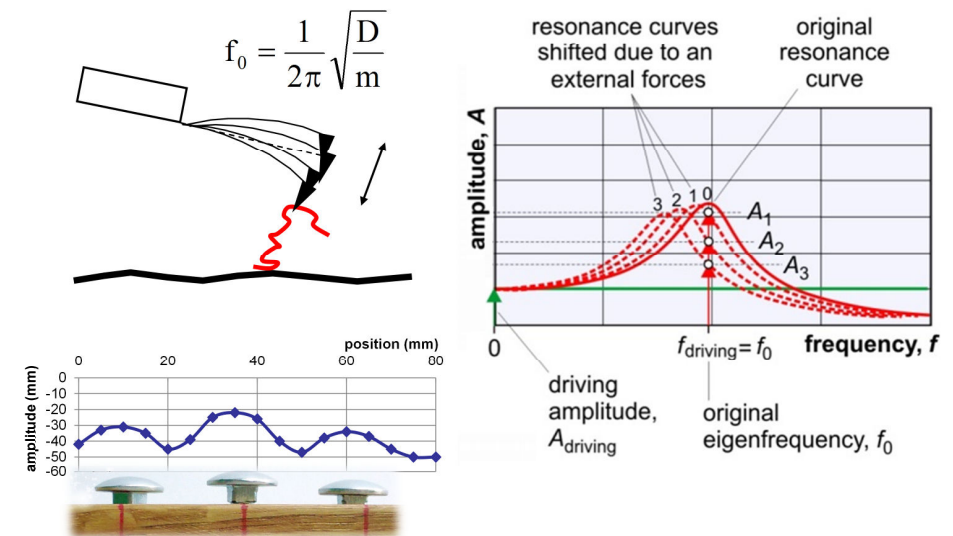 f₀ = 1/2π √D/m
resonance curves
shifted due to an
external forces
original
resonance
curve
amplitude, A
3 2 1 0
A₁
A₂
A₃
0
f_driving = f₀
frequency, f
driving
amplitude,
A_driving
original
eigenfrequency, f₀
position (mm)
0 20 40 60 80
amplitude (mm)
0
-10
-20
-30
-40
-50
-60